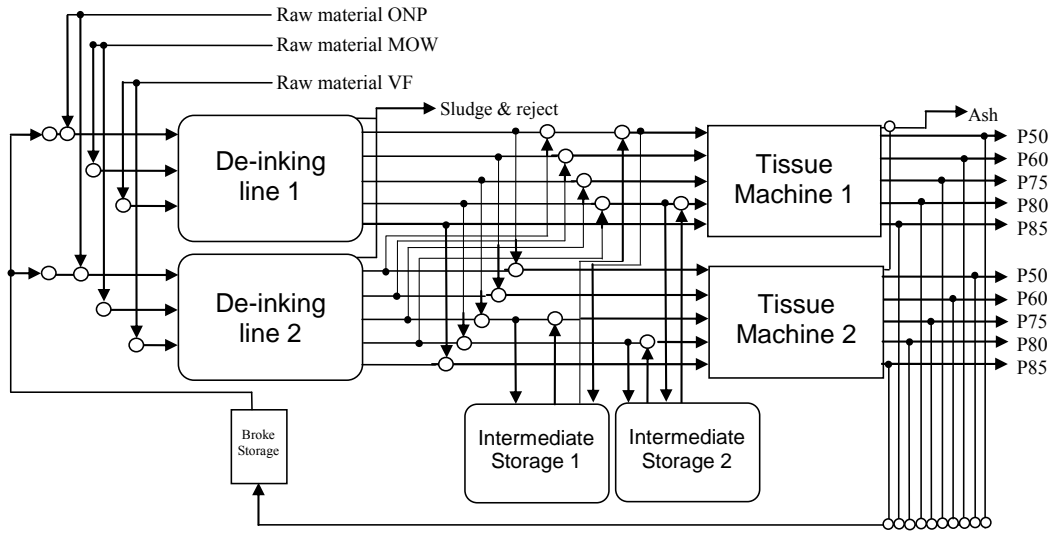 Raw material ONP
Raw material MOW
Raw material VF
Sludge & reject
Ash
De-inking
line 1
Tissue
Machine 1
P50
P60
P75
P80
P85
De-inking
line 2
Tissue
Machine 2
P50
P60
P75
P80
P85
Broke
Storage
Intermediate
Storage 1
Intermediate
Storage 2